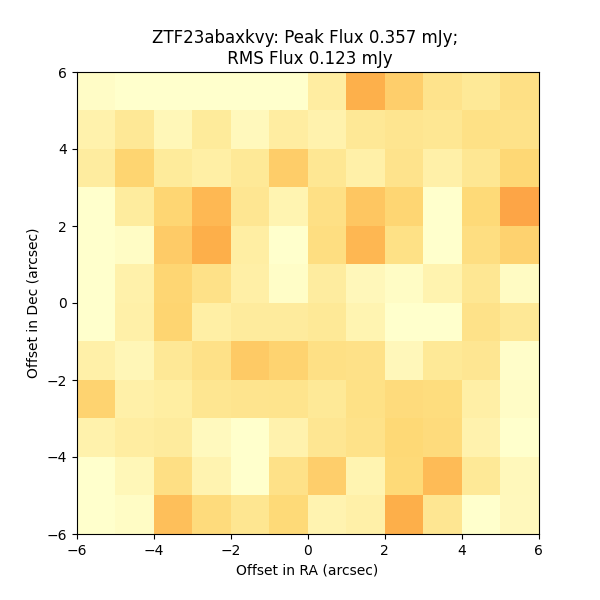 ZTF23abaxkvy: Peak Flux 0.357 mJy;
RMS Flux 0.123 mJy
6
4
2
0
−2
−4
−6
Offset in Dec (arcsec)
−6 −4 −2 0 2 4 6
Offset in RA (arcsec)